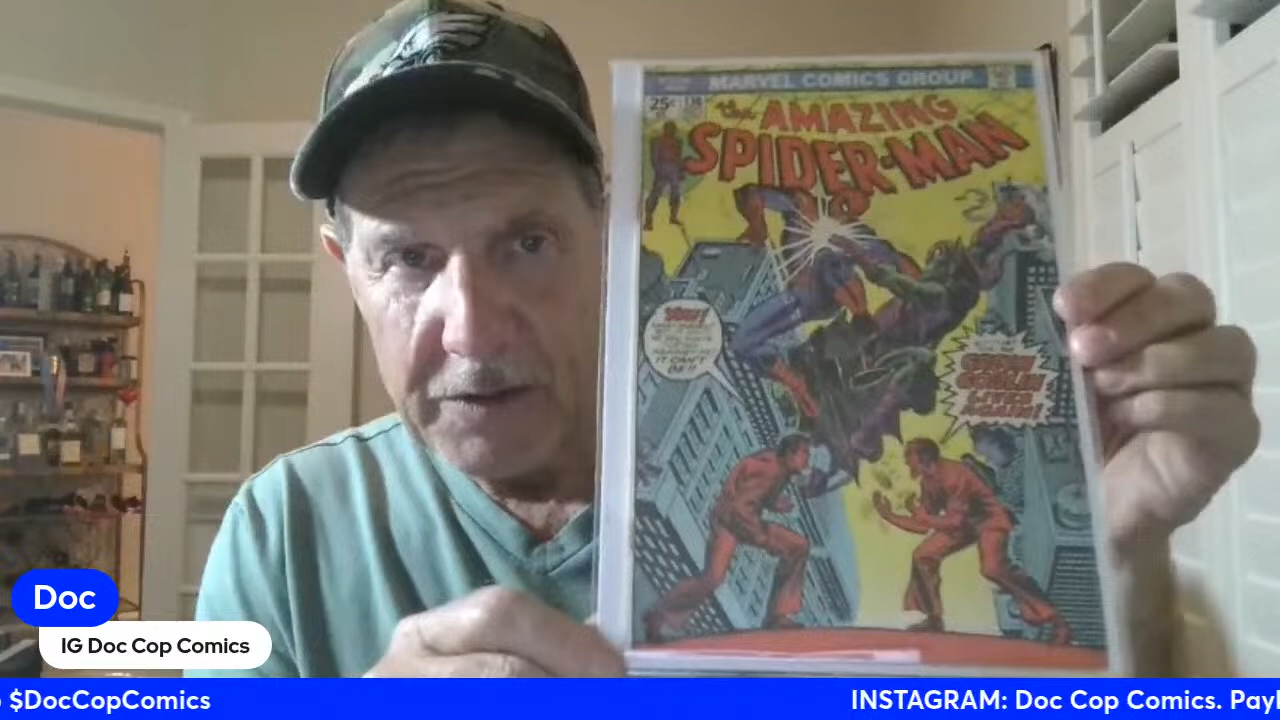 MARVEL COMICS GROUP
25¢
the AMAZING
SPIDER-MAN
YOU!
IT CAN'T
BE!!
GREEN
GOBLIN
LIVES
AGAIN!
Doc
IG Doc Cop Comics
$DocCopComics
INSTAGRAM: Doc Cop Comics.